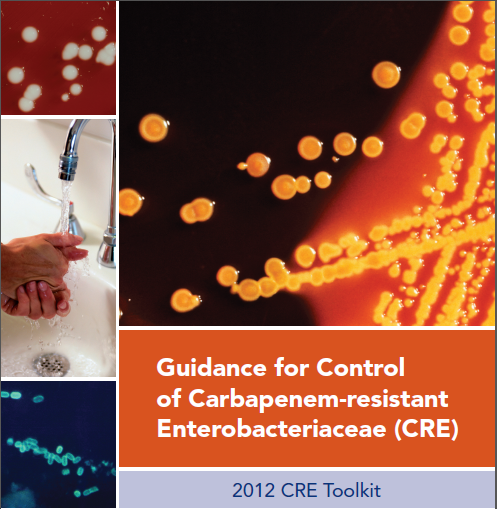 Guidance for Control
of Carbapenem-resistant
Enterobacteriaceae (CRE)
2012 CRE Toolkit